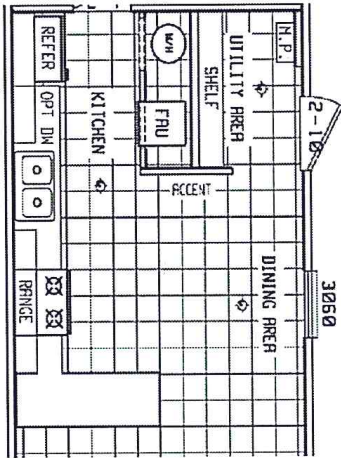 REFER
OPT DW
RANGE
KITCHEN
W/H
FAU
SHELF
UTILITY AREA
M.P.
2-10
ACCENT
DINING AREA
3060